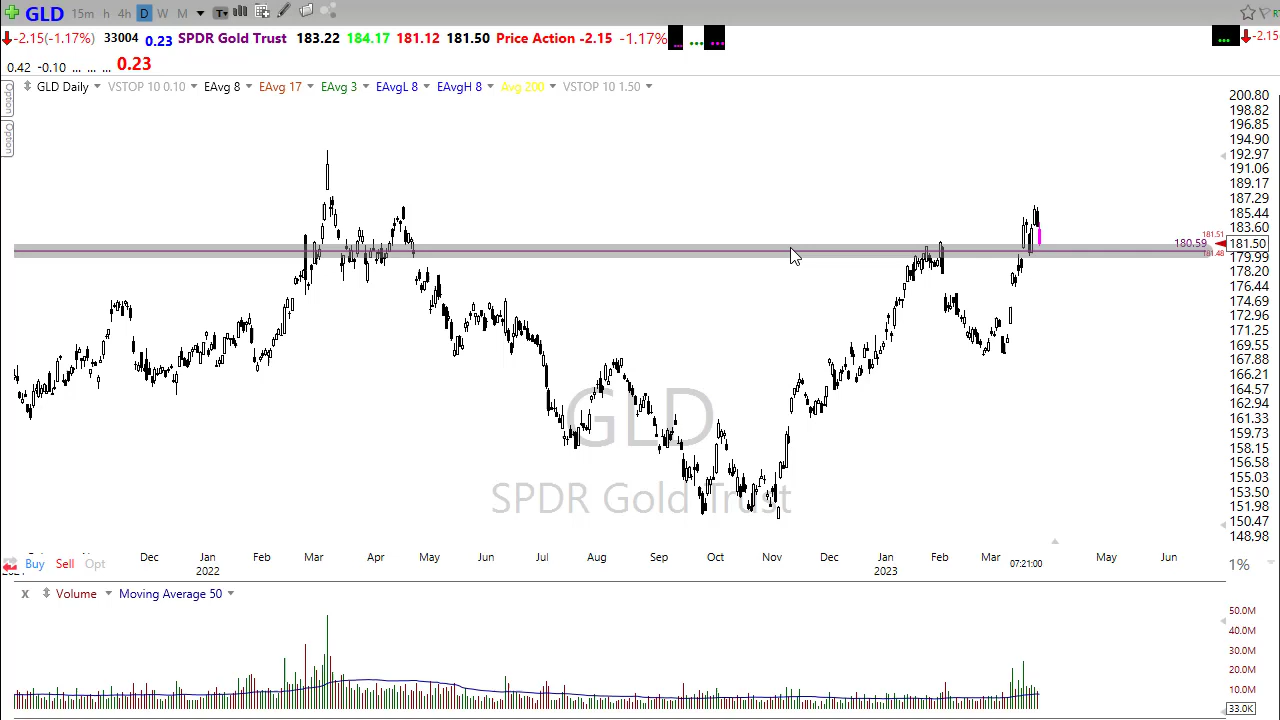 GLD 15m h 4h D W M T
-2.15(-1.17%) 33004 0.23 SPDR Gold Trust 183.22 184.17 181.12 181.50 Price Action -2.15 -1.17% ... ... ... ... -2.15
0.42 -0.10 ... ... ... 0.23
Option
Option
GLD Daily VSTOP 10 0.10 EAvg 8 EAvg 17 EAvg 3 EAvgL 8 EAvgH 8 Avg 200 VSTOP 10 1.50
200.80
198.82
196.85
194.90
192.97
191.06
189.17
187.29
185.44
183.60
181.51
180.59 181.50
181.48
179.99
178.20
176.44
174.69
172.96
171.25
169.55
167.88
166.21
164.57
162.94
161.33
159.73
158.15
156.58
155.03
153.50
151.98
150.47
148.98
GLD
SPDR Gold Trust
Dec Jan Feb Mar Apr May Jun Jul Aug Sep Oct Nov Dec Jan Feb Mar May Jun
2022 2023 07:21:00
Buy Sell Opt 1%
x Volume Moving Average 50
50.0M
40.0M
30.0M
20.0M
10.0M
33.0K